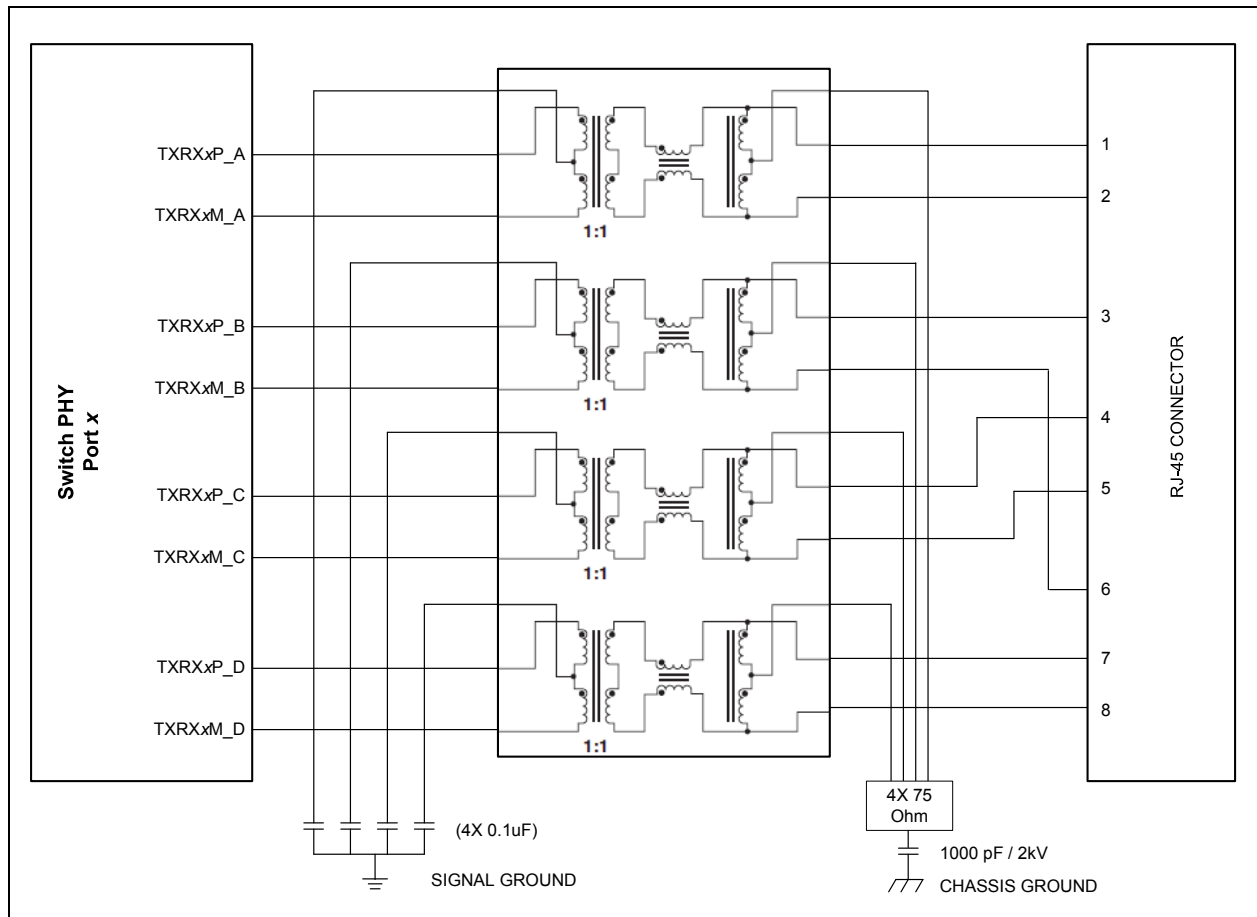 Switch PHY
Port x
TXRXxP_A
TXRXxM_A
TXRXxP_B
TXRXxM_B
TXRXxP_C
TXRXxM_C
TXRXxP_D
TXRXxM_D
1:1
1:1
1:1
1:1
1
2
3
4
5
6
7
8
RJ-45 CONNECTOR
(4X 0.1uF)
SIGNAL GROUND
4X 75
Ohm
1000 pF / 2kV
CHASSIS GROUND